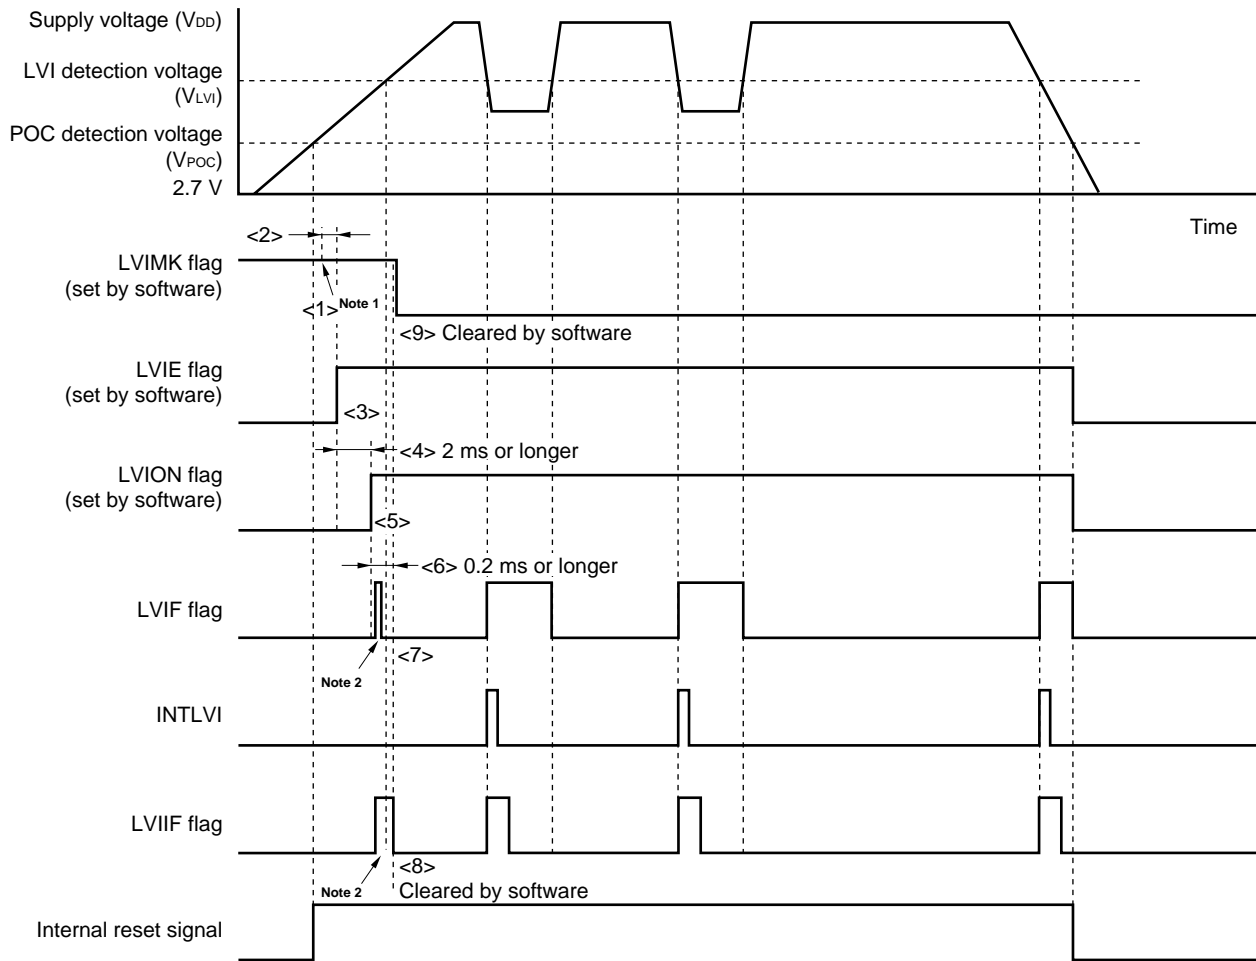 Supply voltage (VDD)
LVI detection voltage
(VLVI)
POC detection voltage
(VPOC)
2.7 V
Time
<2>
LVIMK flag
(set by software)
<1> Note 1
<9> Cleared by software
LVIE flag
(set by software)
<3>
<4> 2 ms or longer
LVION flag
(set by software)
<5>
<6> 0.2 ms or longer
LVIF flag
<7>
Note 2
INTLVI
LVIIF flag
<8>
Note 2
Cleared by software
Internal reset signal